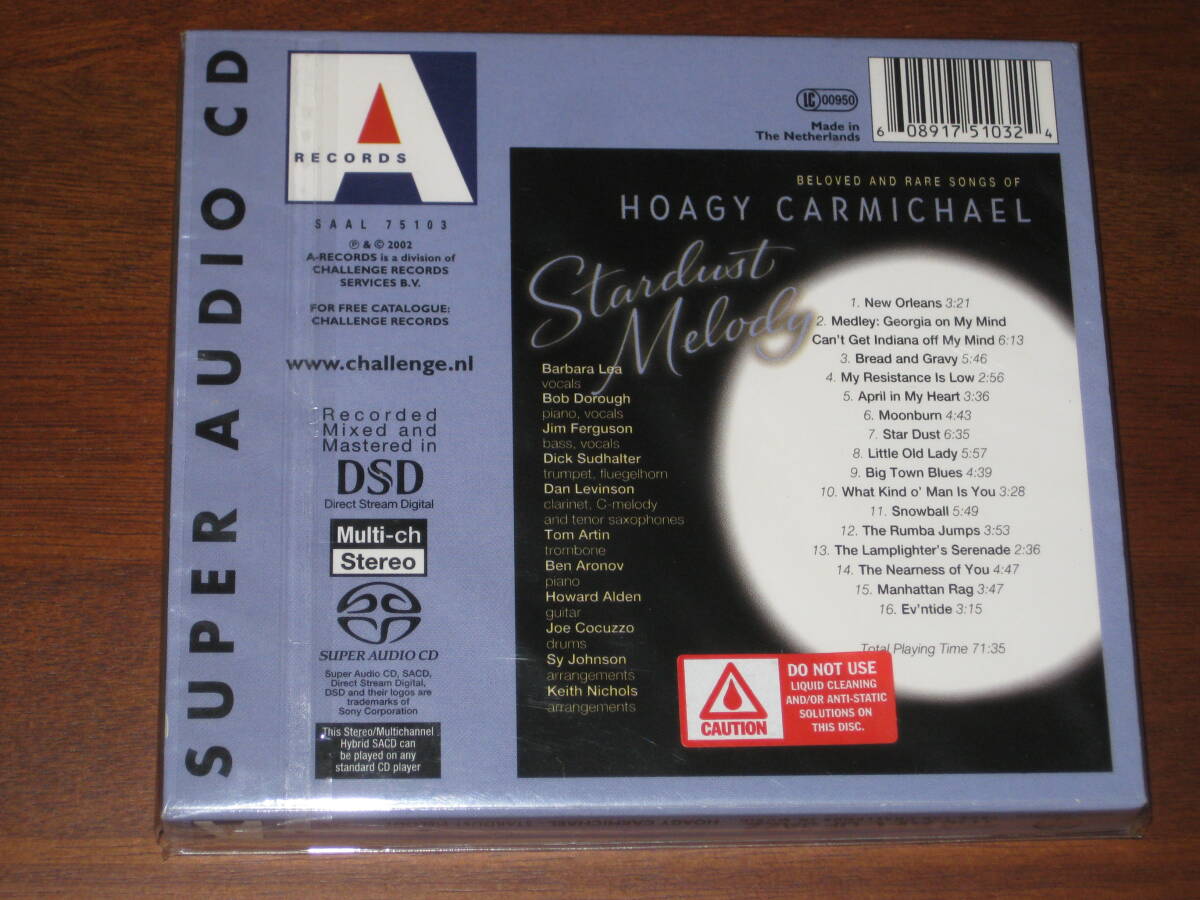 SUPER AUDIO CD
A
RECORDS
SAAL 75103
℗ & © 2002
A-RECORDS is a division of
CHALLENGE RECORDS
SERVICES B.V.
FOR FREE CATALOGUE:
CHALLENGE RECORDS
www.challenge.nl
Recorded
Mixed and
Mastered in
DSD
Direct Stream Digital
Multi-ch
Stereo
SUPER AUDIO CD
Super Audio CD, SACD,
Direct Stream Digital,
DSD and their logos are
trademarks of
Sony Corporation
This Stereo/Multichannel
Hybrid SACD can
be played on any
standard CD player
LC 00950
Made in
The Netherlands
6 08917 51032 4
BELOVED AND RARE SONGS OF
HOAGY CARMICHAEL
Stardust
Melody
Barbara Lea
vocals
Bob Dorough
piano, vocals
Jim Ferguson
bass, vocals
Dick Sudhalter
trumpet, fluegelhorn
Dan Levinson
clarinet, C-melody
and tenor saxophones
Tom Artin
trombone
Ben Aronov
piano
Howard Alden
guitar
Joe Cocuzzo
drums
Sy Johnson
arrangements
Keith Nichols
arrangements
1. New Orleans 3:21
2. Medley: Georgia on My Mind
Can't Get Indiana off My Mind 6:13
3. Bread and Gravy 5:46
4. My Resistance Is Low 2:56
5. April in My Heart 3:36
6. Moonburn 4:43
7. Star Dust 6:35
8. Little Old Lady 5:57
9. Big Town Blues 4:39
10. What Kind o' Man Is You 3:28
11. Snowball 5:49
12. The Rumba Jumps 3:53
13. The Lamplighter's Serenade 2:36
14. The Nearness of You 4:47
15. Manhattan Rag 3:47
16. Ev'ntide 3:15
Total Playing Time 71:35
CAUTION
DO NOT USE
LIQUID CLEANING
AND/OR ANTI-STATIC
SOLUTIONS ON
THIS DISC.